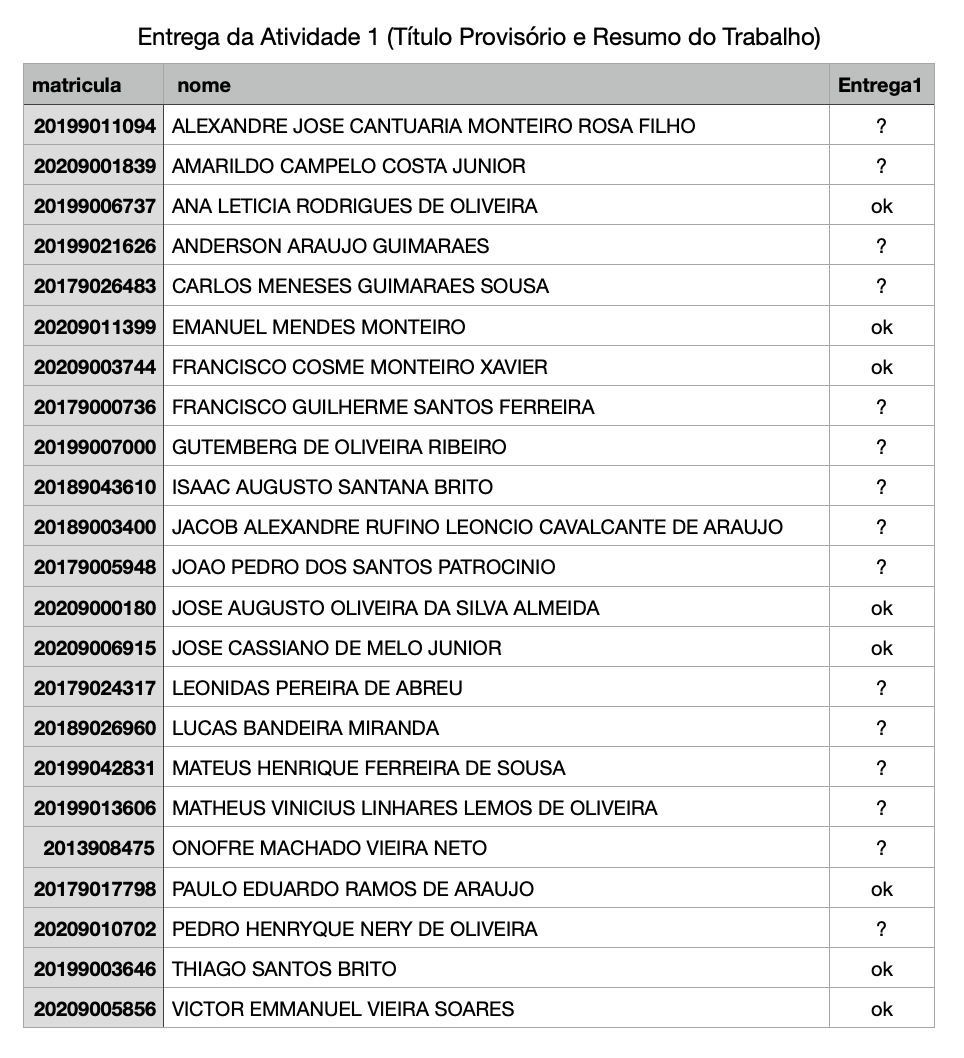 Entrega da Atividade 1 (Título Provisório e Resumo do Trabalho)
matricula nome Entrega1
20199011094 ALEXANDRE JOSE CANTUARIA MONTEIRO ROSA FILHO ?
20209001839 AMARILDO CAMPELO COSTA JUNIOR ?
20199006737 ANA LETICIA RODRIGUES DE OLIVEIRA ok
20199021626 ANDERSON ARAUJO GUIMARAES ?
20179026483 CARLOS MENESES GUIMARAES SOUSA ?
20209011399 EMANUEL MENDES MONTEIRO ok
20209003744 FRANCISCO COSME MONTEIRO XAVIER ok
20179000736 FRANCISCO GUILHERME SANTOS FERREIRA ?
20199007000 GUTEMBERG DE OLIVEIRA RIBEIRO ?
20189043610 ISAAC AUGUSTO SANTANA BRITO ?
20189003400 JACOB ALEXANDRE RUFINO LEONCIO CAVALCANTE DE ARAUJO ?
20179005948 JOAO PEDRO DOS SANTOS PATROCINIO ?
20209000180 JOSE AUGUSTO OLIVEIRA DA SILVA ALMEIDA ok
20209006915 JOSE CASSIANO DE MELO JUNIOR ok
20179024317 LEONIDAS PEREIRA DE ABREU ?
20189026960 LUCAS BANDEIRA MIRANDA ?
20199042831 MATEUS HENRIQUE FERREIRA DE SOUSA ?
20199013606 MATHEUS VINICIUS LINHARES LEMOS DE OLIVEIRA ?
2013908475 ONOFRE MACHADO VIEIRA NETO ?
20179017798 PAULO EDUARDO RAMOS DE ARAUJO ok
20209010702 PEDRO HENRYQUE NERY DE OLIVEIRA ?
20199003646 THIAGO SANTOS BRITO ok
20209005856 VICTOR EMMANUEL VIEIRA SOARES ok